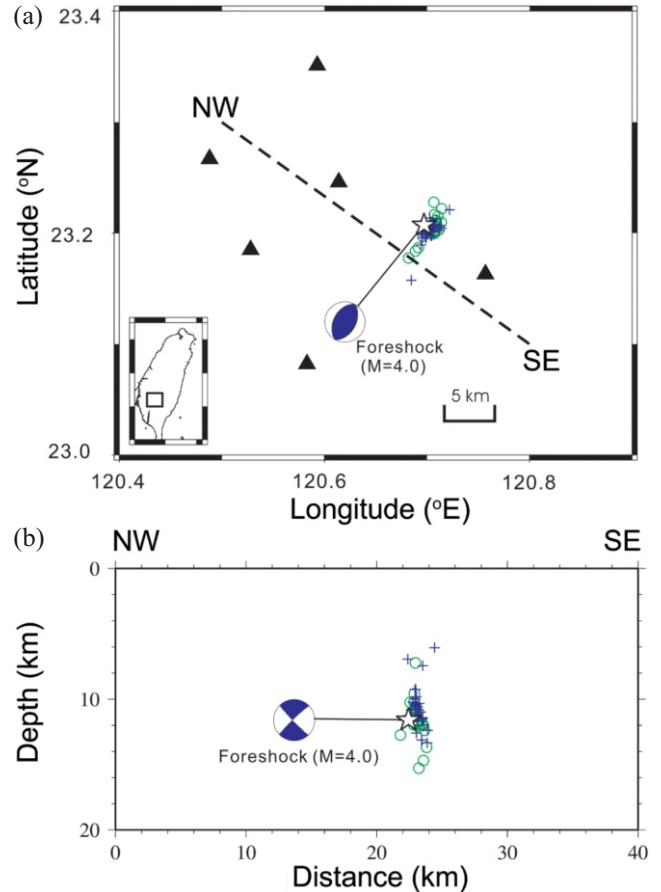 (a)
23.4
23.2
23.0
Latitude (°N)
NW
SE
Foreshock
(M=4.0)
5 km
120.4
120.6
120.8
Longitude (°E)
(b)
NW
SE
0
10
20
Depth (km)
Foreshock (M=4.0)
0
10
20
30
40
Distance (km)